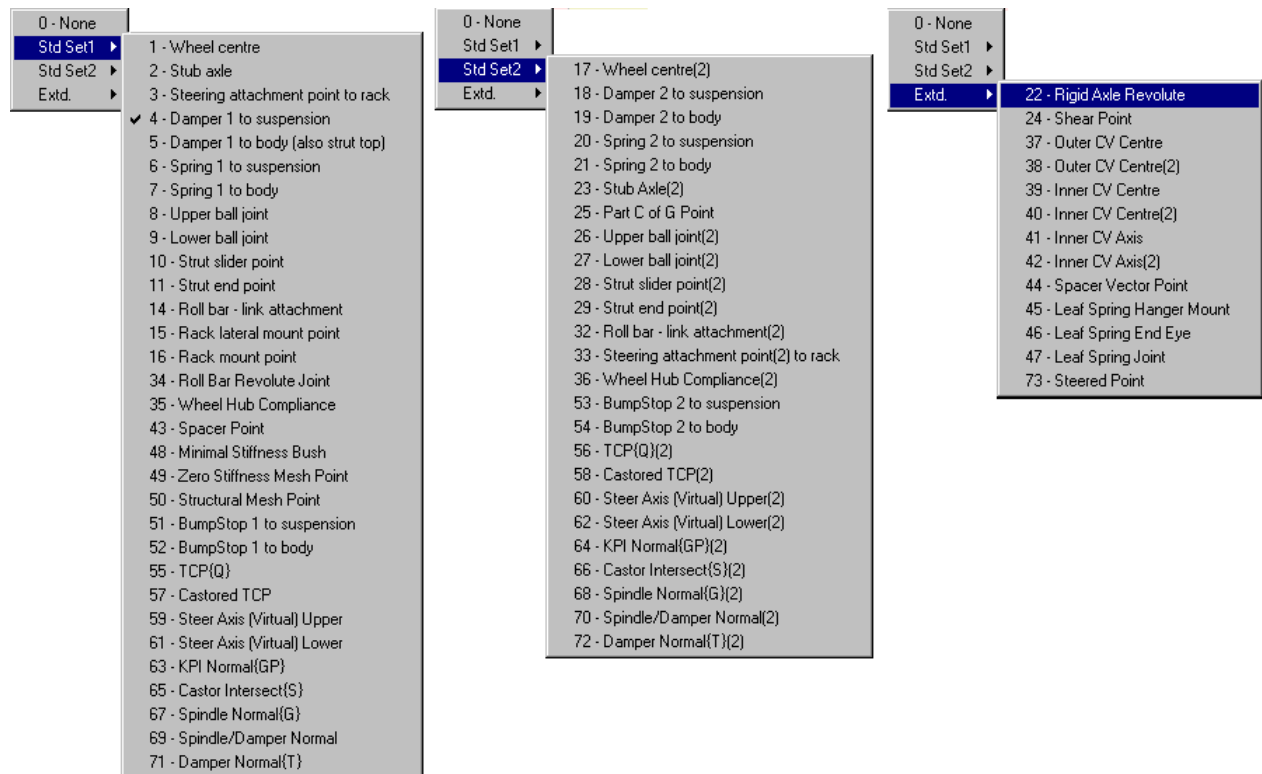 0 - None
Std Set1
Std Set2
Extd.
1 - Wheel centre
2 - Stub axle
3 - Steering attachment point to rack
4 - Damper 1 to suspension
5 - Damper 1 to body (also strut top)
6 - Spring 1 to suspension
7 - Spring 1 to body
8 - Upper ball joint
9 - Lower ball joint
10 - Strut slider point
11 - Strut end point
14 - Roll bar - link attachment
15 - Rack lateral mount point
16 - Rack mount point
34 - Roll Bar Revolute Joint
35 - Wheel Hub Compliance
43 - Spacer Point
48 - Minimal Stiffness Bush
49 - Zero Stiffness Mesh Point
50 - Structural Mesh Point
51 - BumpStop 1 to suspension
52 - BumpStop 1 to body
55 - TCP{Q}
57 - Castored TCP
59 - Steer Axis (Virtual) Upper
61 - Steer Axis (Virtual) Lower
63 - KPI Normal{GP}
65 - Castor Intersect{S}
67 - Spindle Normal{G}
69 - Spindle/Damper Normal
71 - Damper Normal{T}
0 - None
Std Set1
Std Set2
Extd.
17 - Wheel centre(2)
18 - Damper 2 to suspension
19 - Damper 2 to body
20 - Spring 2 to suspension
21 - Spring 2 to body
23 - Stub Axle(2)
25 - Part C of G Point
26 - Upper ball joint(2)
27 - Lower ball joint(2)
28 - Strut slider point(2)
29 - Strut end point(2)
32 - Roll bar - link attachment(2)
33 - Steering attachment point(2) to rack
36 - Wheel Hub Compliance(2)
53 - BumpStop 2 to suspension
54 - BumpStop 2 to body
56 - TCP{Q}(2)
58 - Castored TCP(2)
60 - Steer Axis (Virtual) Upper(2)
62 - Steer Axis (Virtual) Lower(2)
64 - KPI Normal{GP}(2)
66 - Castor Intersect{S}(2)
68 - Spindle Normal{G}(2)
70 - Spindle/Damper Normal(2)
72 - Damper Normal{T}(2)
0 - None
Std Set1
Std Set2
Extd.
22 - Rigid Axle Revolute
24 - Shear Point
37 - Outer CV Centre
38 - Outer CV Centre(2)
39 - Inner CV Centre
40 - Inner CV Centre(2)
41 - Inner CV Axis
42 - Inner CV Axis(2)
44 - Spacer Vector Point
45 - Leaf Spring Hanger Mount
46 - Leaf Spring End Eye
47 - Leaf Spring Joint
73 - Steered Point